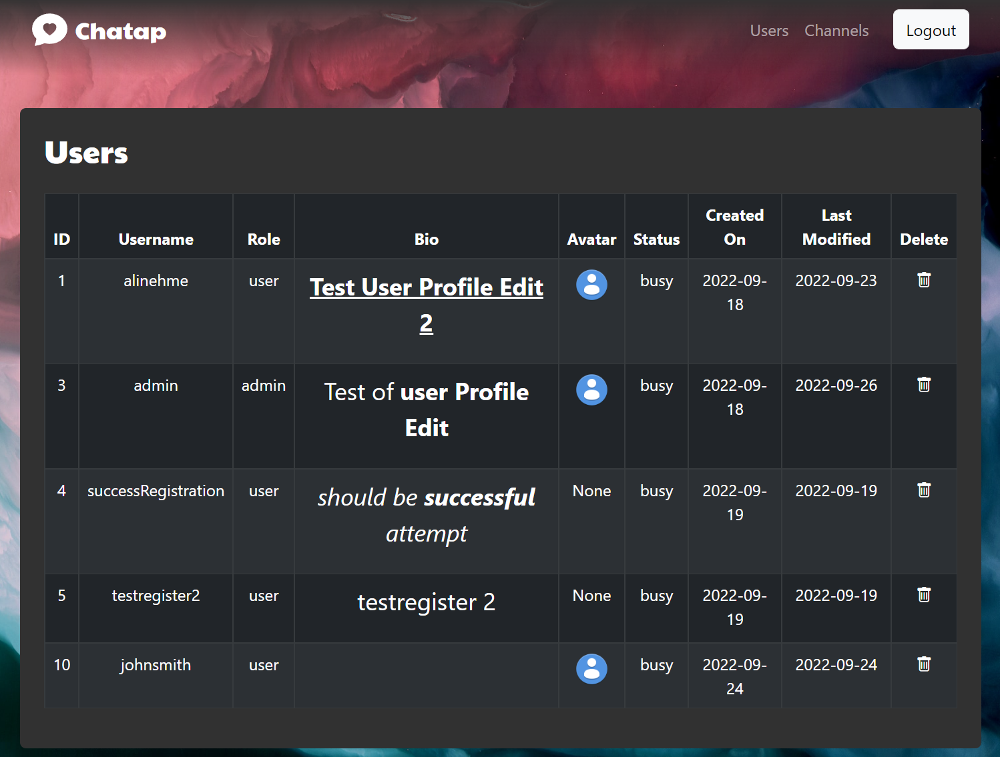 Chatap
Users Channels Logout
Users
ID Username Role Bio Avatar Status Created On Last Modified Delete
1 alinehme user Test User Profile Edit 2 busy 2022-09-18 2022-09-23
3 admin admin Test of user Profile Edit busy 2022-09-18 2022-09-26
4 successRegistration user should be successful attempt None busy 2022-09-19 2022-09-19
5 testregister2 user testregister 2 None busy 2022-09-19 2022-09-19
10 johnsmith user busy 2022-09-24 2022-09-24